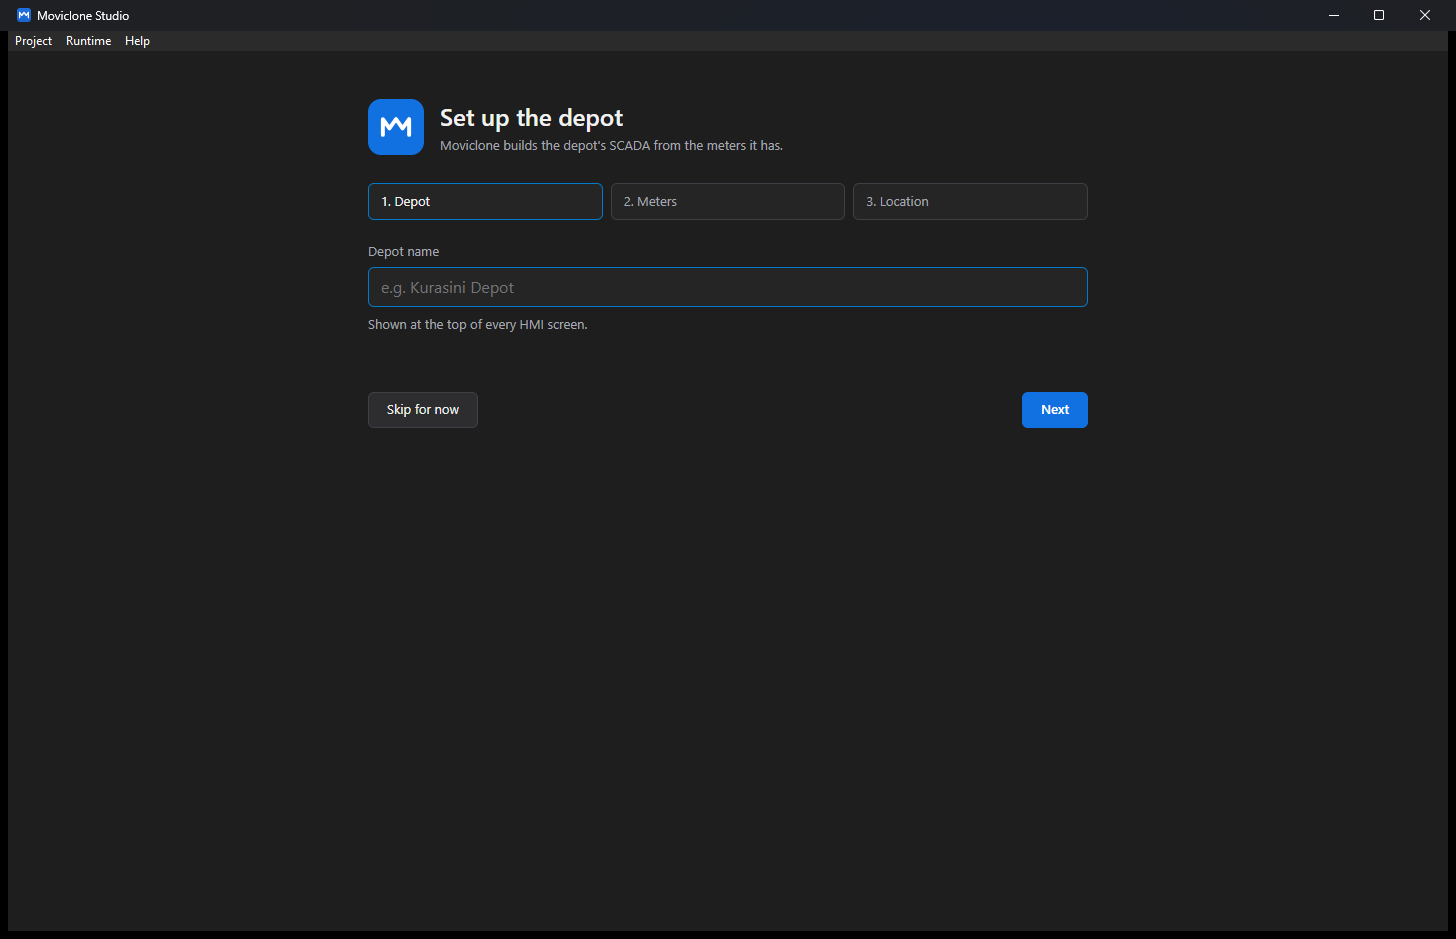 Moviclone Studio
Project Runtime Help
Set up the depot
Moviclone builds the depot's SCADA from the meters it has.
1. Depot
2. Meters
3. Location
Depot name
e.g. Kurasini Depot
Shown at the top of every HMI screen.
Skip for now
Next